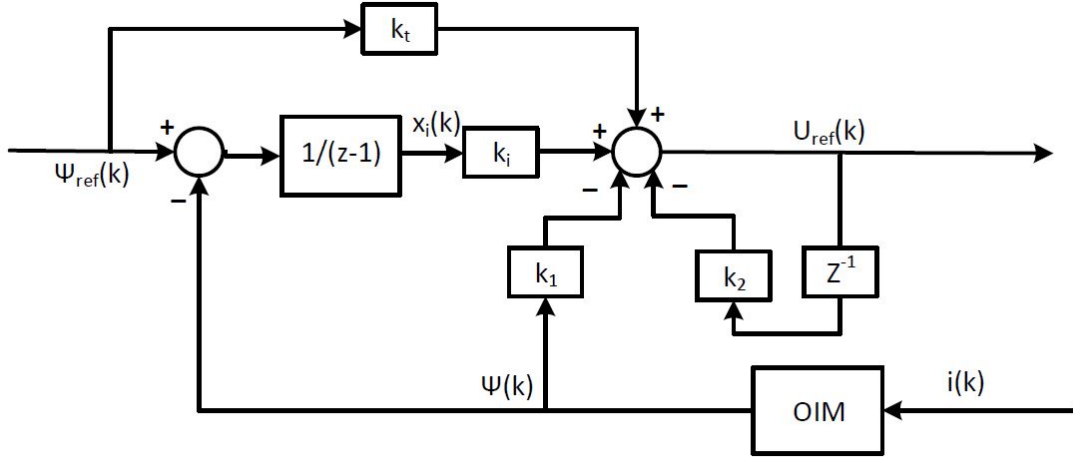 kt
+
+
Ψref(k)
−
1/(z-1)
xi(k)
ki
+
−
−
Uref(k)
k1
k2
Z-1
Ψ(k)
OIM
i(k)